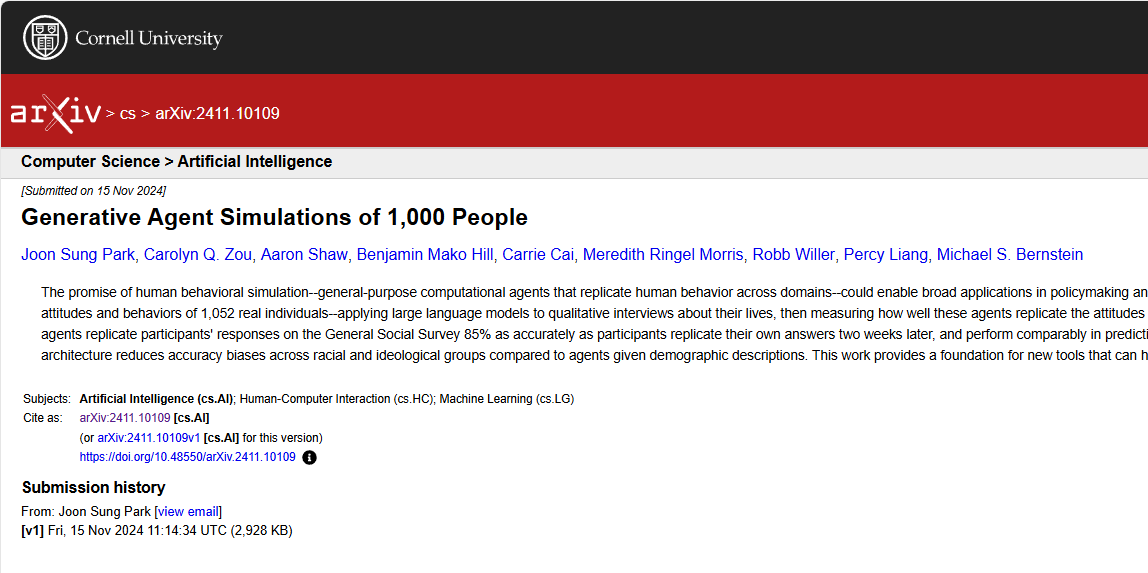 Cornell University
arXiv > cs > arXiv:2411.10109
Computer Science > Artificial Intelligence
[Submitted on 15 Nov 2024]
Generative Agent Simulations of 1,000 People
Joon Sung Park, Carolyn Q. Zou, Aaron Shaw, Benjamin Mako Hill, Carrie Cai, Meredith Ringel Morris, Robb Willer, Percy Liang, Michael S. Bernstein
The promise of human behavioral simulation--general-purpose computational agents that replicate human behavior across domains--could enable broad applications in policymaking an
attitudes and behaviors of 1,052 real individuals--applying large language models to qualitative interviews about their lives, then measuring how well these agents replicate the attitudes
agents replicate participants' responses on the General Social Survey 85% as accurately as participants replicate their own answers two weeks later, and perform comparably in predicti
architecture reduces accuracy biases across racial and ideological groups compared to agents given demographic descriptions. This work provides a foundation for new tools that can h
Subjects: Artificial Intelligence (cs.AI); Human-Computer Interaction (cs.HC); Machine Learning (cs.LG)
Cite as: arXiv:2411.10109 [cs.AI]
(or arXiv:2411.10109v1 [cs.AI] for this version)
https://doi.org/10.48550/arXiv.2411.10109
Submission history
From: Joon Sung Park [view email]
[v1] Fri, 15 Nov 2024 11:14:34 UTC (2,928 KB)